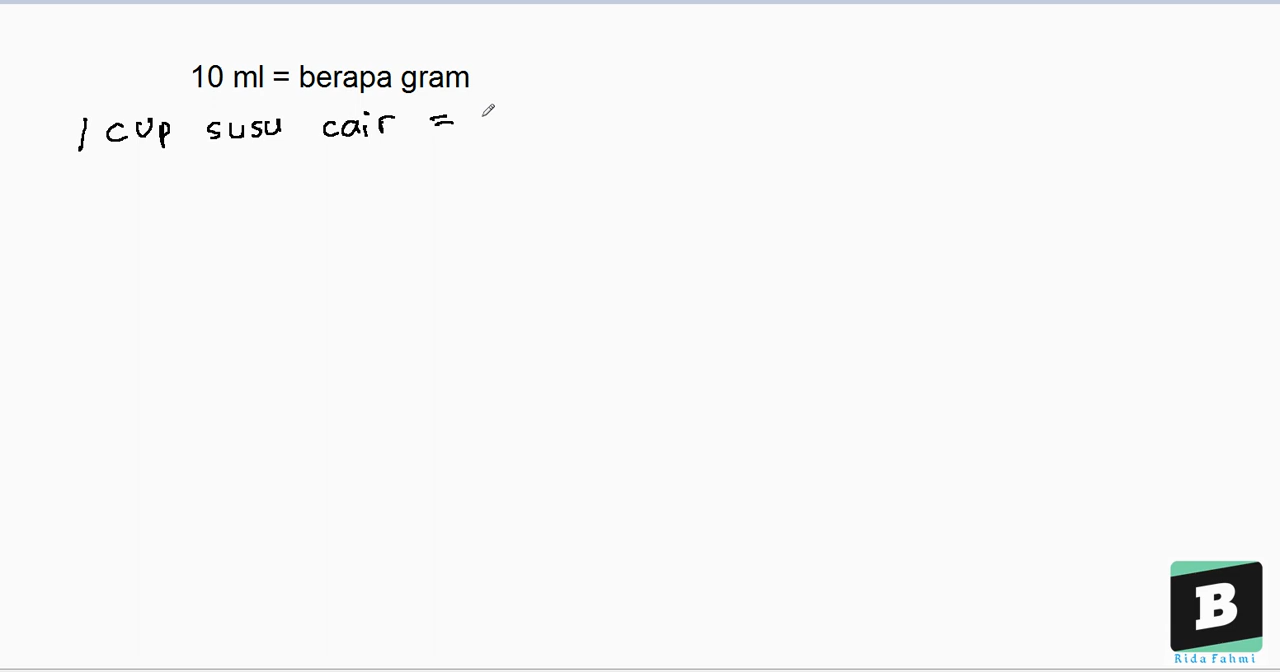 10 ml = berapa gram
1 cup susu cair =
B
Rida Fahmi